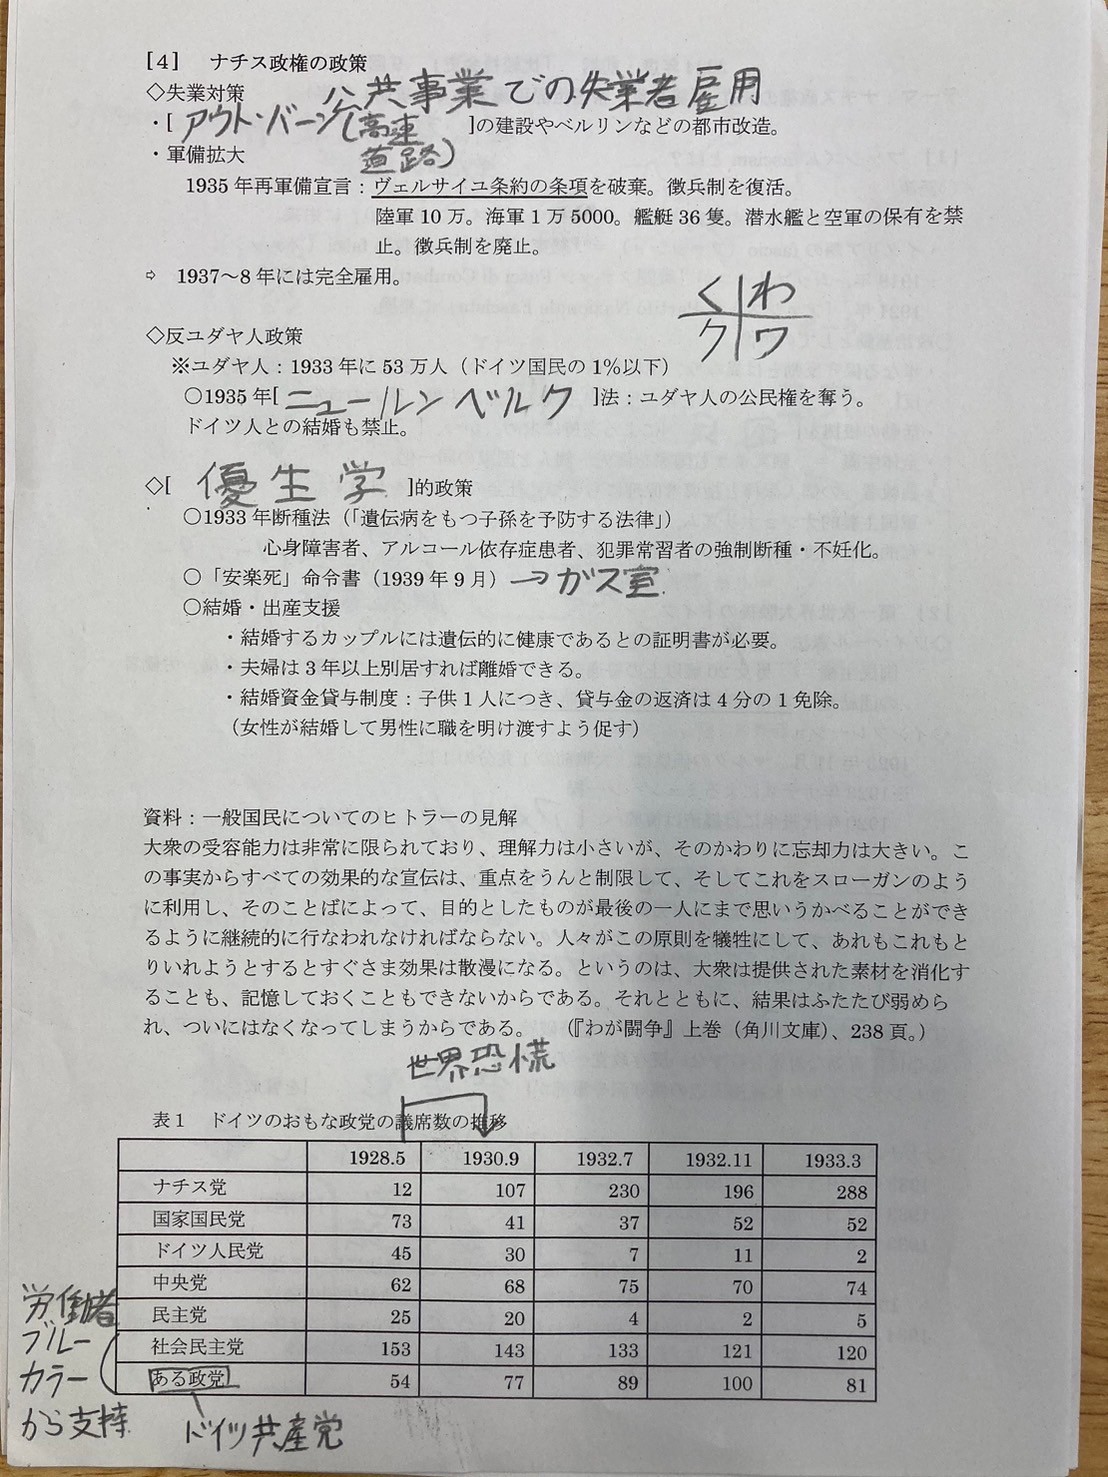 [4] ナチス政権の政策
◇失業対策 公共事業での失業者雇用
・[ アウト・バーン(高速道路) ]の建設やベルリンなどの都市改造。
・軍備拡大
1935年再軍備宣言：ヴェルサイユ条約の条項を破棄。徴兵制を復活。
陸軍10万。海軍1万5000。艦艇36隻。潜水艦と空軍の保有を禁
止。徴兵制を廃止。
⇨ 1937～8年には完全雇用。
く わ
ク ワ
◇反ユダヤ人政策
※ユダヤ人：1933年に53万人（ドイツ国民の1％以下）
○1935年[ ニュールンベルク ]法：ユダヤ人の公民権を奪う。
ドイツ人との結婚も禁止。
◇[ 優生学 ]的政策
○1933年断種法（「遺伝病をもつ子孫を予防する法律」）
心身障害者、アルコール依存症患者、犯罪常習者の強制断種・不妊化。
○「安楽死」命令書（1939年9月）→ガス室
○結婚・出産支援
・結婚するカップルには遺伝的に健康であるとの証明書が必要。
・夫婦は3年以上別居すれば離婚できる。
・結婚資金貸与制度：子供1人につき、貸与金の返済は4分の1免除。
（女性が結婚して男性に職を明け渡すよう促す）
資料：一般国民についてのヒトラーの見解
大衆の受容能力は非常に限られており、理解力は小さいが、そのかわりに忘却力は大きい。こ
の事実からすべての効果的な宣伝は、重点をうんと制限して、そしてこれをスローガンのよう
に利用し、そのことばによって、目的としたものが最後の一人にまで思いうかべることができ
るように継続的に行なわれなければならない。人々がこの原則を犠牲にして、あれもこれもと
りいれようとするとすぐさま効果は散漫になる。というのは、大衆は提供された素材を消化す
ることも、記憶しておくこともできないからである。それとともに、結果はふたたび弱めら
れ、ついにはなくなってしまうからである。 （『わが闘争』上巻（角川文庫）、238頁。）
世界恐慌
表1 ドイツのおもな政党の議席数の推移
1928.5 1930.9 1932.7 1932.11 1933.3
ナチス党 12 107 230 196 288
国家国民党 73 41 37 52 52
ドイツ人民党 45 30 7 11 2
中央党 62 68 75 70 74
民主党 25 20 4 2 5
社会民主党 153 143 133 121 120
ある政党 54 77 89 100 81
労働者
ブルー
カラー
から支持
ドイツ共産党